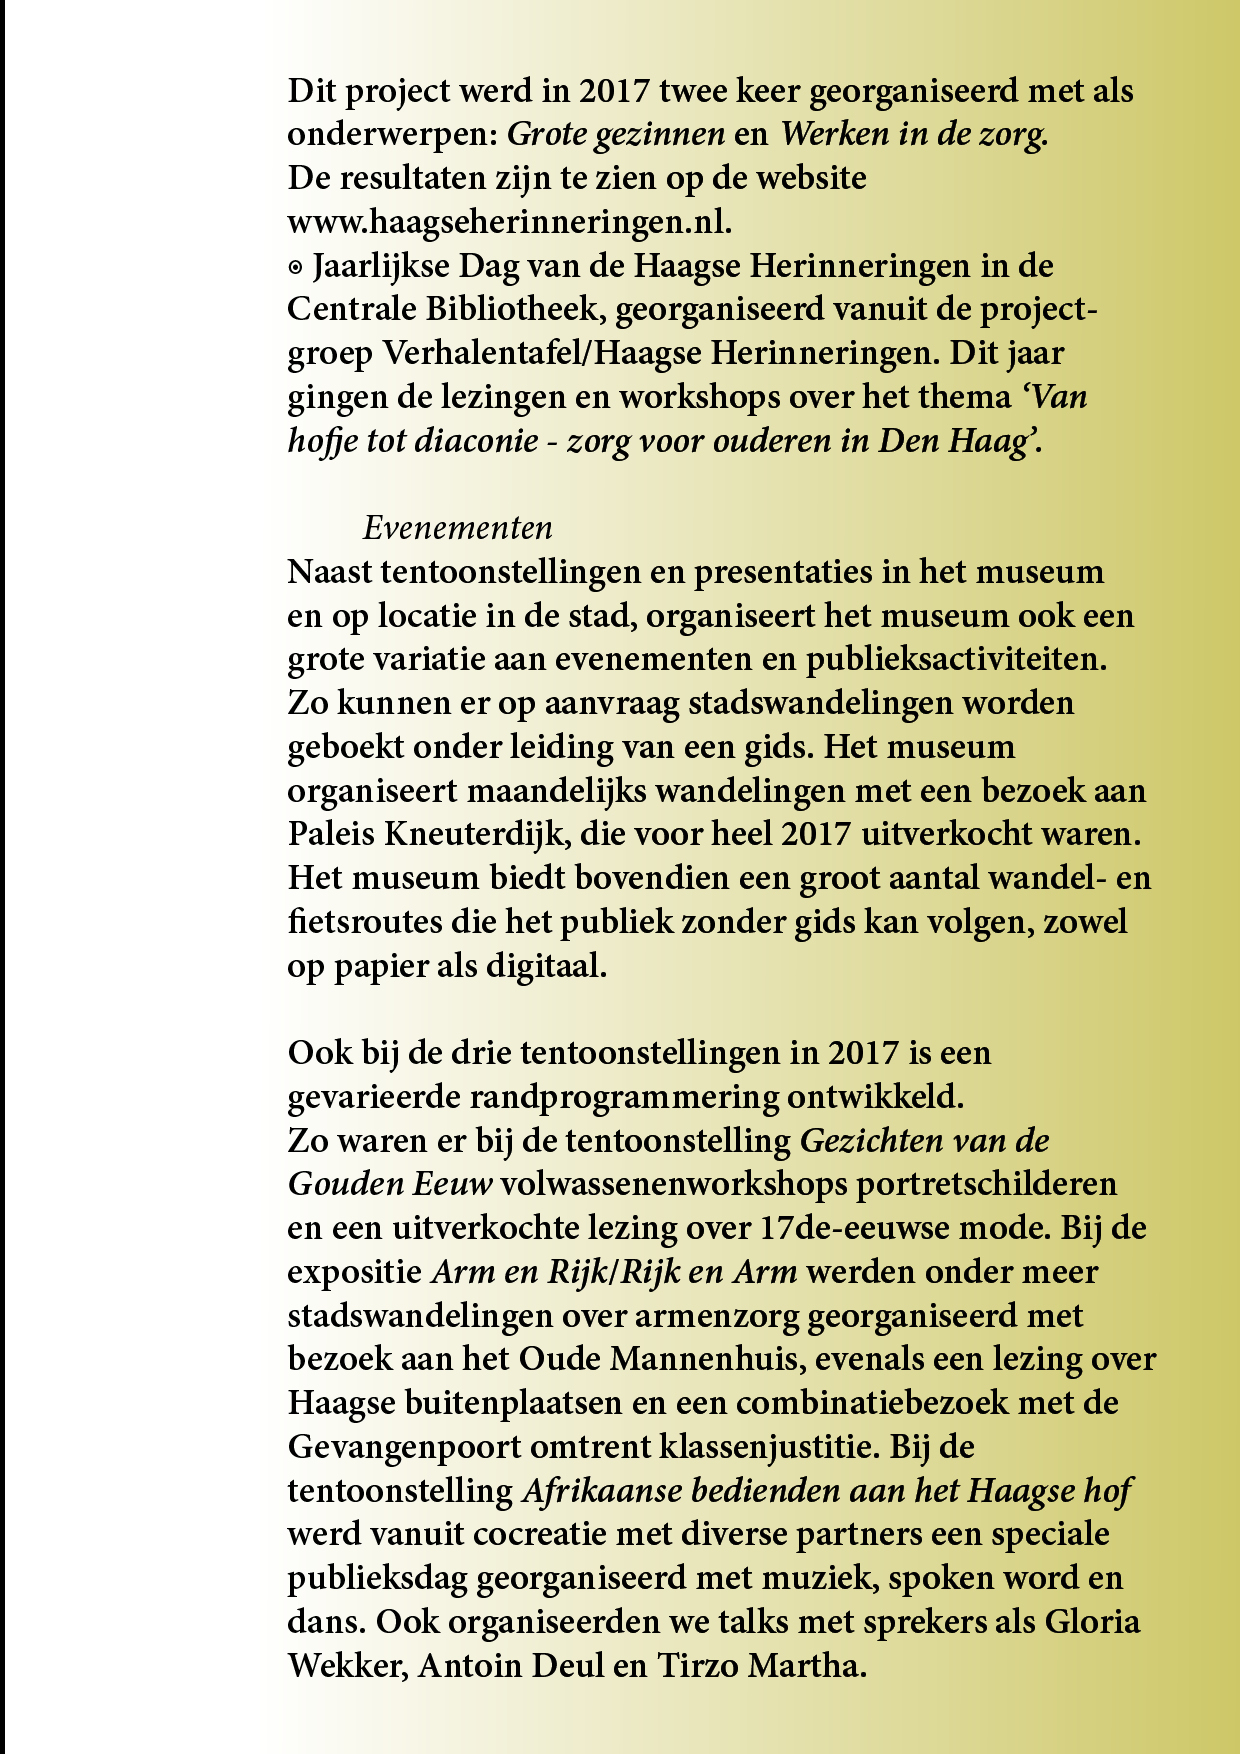 Dit project werd in 2017 twee keer georganiseerd met als
onderwerpen: Grote gezinnen en Werken in de zorg.
De resultaten zijn te zien op de website
www.haagseherinneringen.nl.
⊙ Jaarlijkse Dag van de Haagse Herinneringen in de
Centrale Bibliotheek, georganiseerd vanuit de project-
groep Verhalentafel/Haagse Herinneringen. Dit jaar
gingen de lezingen en workshops over het thema ‘Van
hofje tot diaconie - zorg voor ouderen in Den Haag’.
Evenementen
Naast tentoonstellingen en presentaties in het museum
en op locatie in de stad, organiseert het museum ook een
grote variatie aan evenementen en publieksactiviteiten.
Zo kunnen er op aanvraag stadswandelingen worden
geboekt onder leiding van een gids. Het museum
organiseert maandelijks wandelingen met een bezoek aan
Paleis Kneuterdijk, die voor heel 2017 uitverkocht waren.
Het museum biedt bovendien een groot aantal wandel- en
fietsroutes die het publiek zonder gids kan volgen, zowel
op papier als digitaal.
Ook bij de drie tentoonstellingen in 2017 is een
gevarieerde randprogrammering ontwikkeld.
Zo waren er bij de tentoonstelling Gezichten van de
Gouden Eeuw volwassenenworkshops portretschilderen
en een uitverkochte lezing over 17de-eeuwse mode. Bij de
expositie Arm en Rijk/Rijk en Arm werden onder meer
stadswandelingen over armenzorg georganiseerd met
bezoek aan het Oude Mannenhuis, evenals een lezing over
Haagse buitenplaatsen en een combinatiebezoek met de
Gevangenpoort omtrent klassenjustitie. Bij de
tentoonstelling Afrikaanse bedienden aan het Haagse hof
werd vanuit cocreatie met diverse partners een speciale
publieksdag georganiseerd met muziek, spoken word en
dans. Ook organiseerden we talks met sprekers als Gloria
Wekker, Antoin Deul en Tirzo Martha.